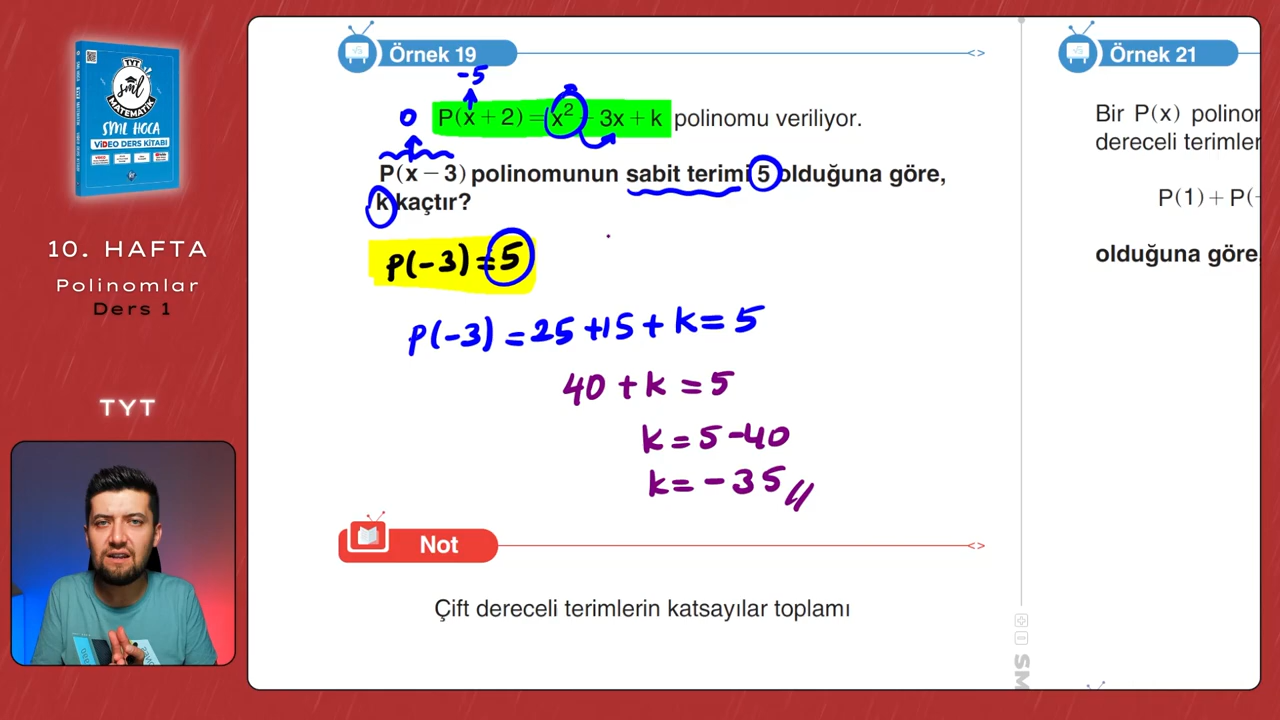 TYT
sml
MATEMATİK
SML HOCA
VİDEO DERS KİTABI
10. HAFTA
Polinomlar
Ders 1
TYT
Örnek 19
-5
0
P(x + 2) = x² - 3x + k polinomu veriliyor.
P(x - 3) polinomunun sabit terimi 5 olduğuna göre,
k kaçtır?
P(-3) = 5
P(-3) = 25 +15 + k = 5
40 + k = 5
k = 5 -40
k = -35
Not
Çift dereceli terimlerin katsayılar toplamı
Örnek 21
Bir P(x) polinom
dereceli terimler
P(1) + P(-
olduğuna göre,
SM